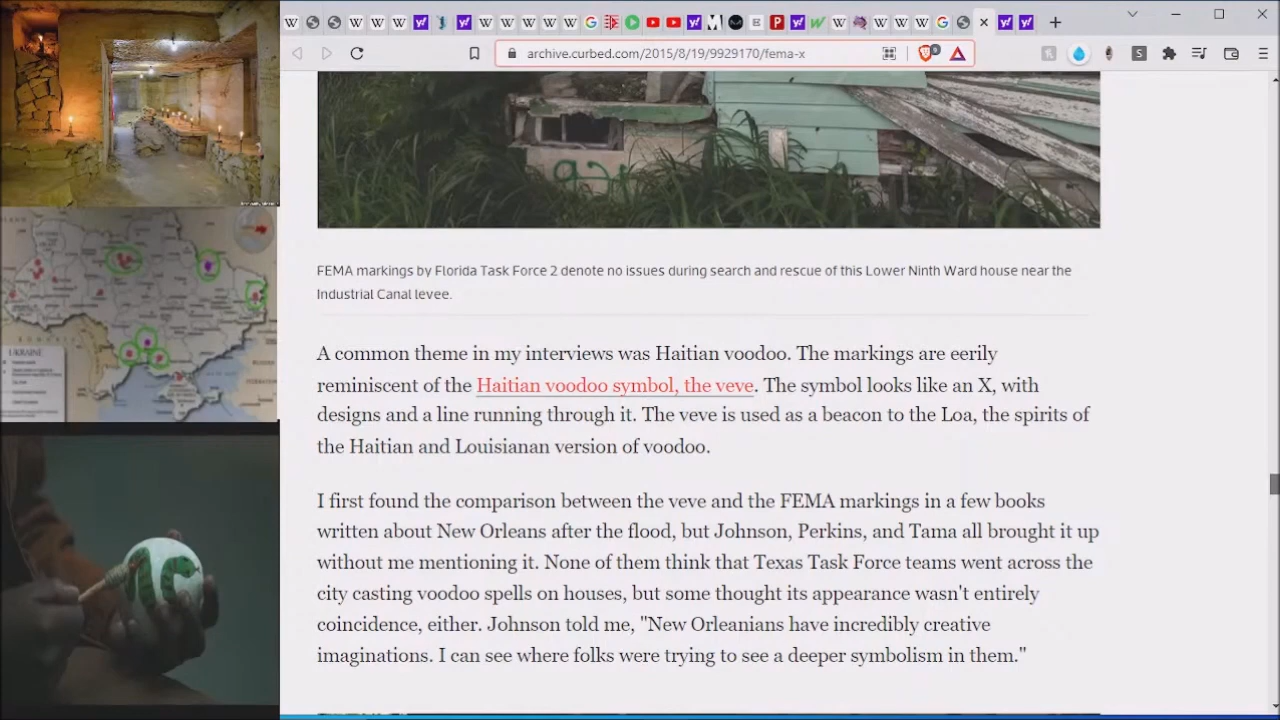 archive.curbed.com/2015/8/19/9929170/fema-x
FEMA markings by Florida Task Force 2 denote no issues during search and rescue of this Lower Ninth Ward house near the
Industrial Canal levee.
A common theme in my interviews was Haitian voodoo. The markings are eerily
reminiscent of the Haitian voodoo symbol, the veve. The symbol looks like an X, with
designs and a line running through it. The veve is used as a beacon to the Loa, the spirits of
the Haitian and Louisianan version of voodoo.
I first found the comparison between the veve and the FEMA markings in a few books
written about New Orleans after the flood, but Johnson, Perkins, and Tama all brought it up
without me mentioning it. None of them think that Texas Task Force teams went across the
city casting voodoo spells on houses, but some thought its appearance wasn't entirely
coincidence, either. Johnson told me, "New Orleanians have incredibly creative
imaginations. I can see where folks were trying to see a deeper symbolism in them."
UKRAINE